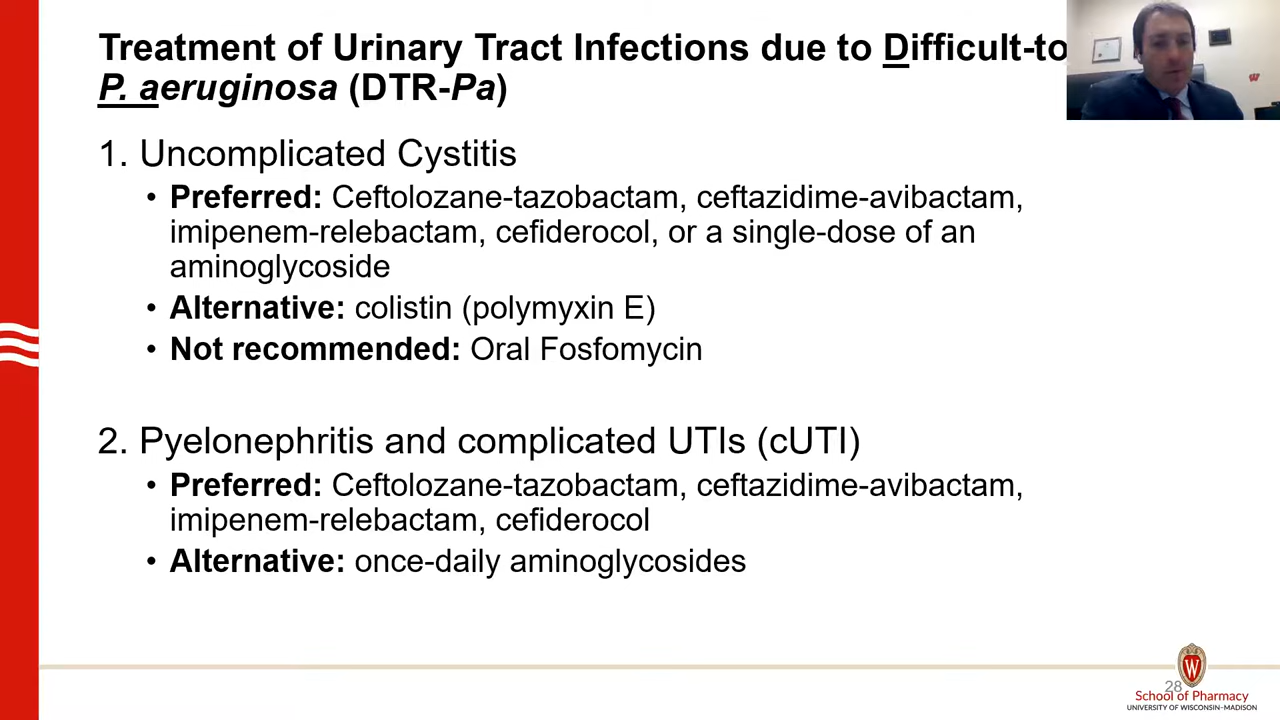 Treatment of Urinary Tract Infections due to Difficult-to
P. aeruginosa (DTR-Pa)
1. Uncomplicated Cystitis
• Preferred: Ceftolozane-tazobactam, ceftazidime-avibactam,
imipenem-relebactam, cefiderocol, or a single-dose of an
aminoglycoside
• Alternative: colistin (polymyxin E)
• Not recommended: Oral Fosfomycin
2. Pyelonephritis and complicated UTIs (cUTI)
• Preferred: Ceftolozane-tazobactam, ceftazidime-avibactam,
imipenem-relebactam, cefiderocol
• Alternative: once-daily aminoglycosides
W
28
School of Pharmacy
UNIVERSITY OF WISCONSIN-MADISON